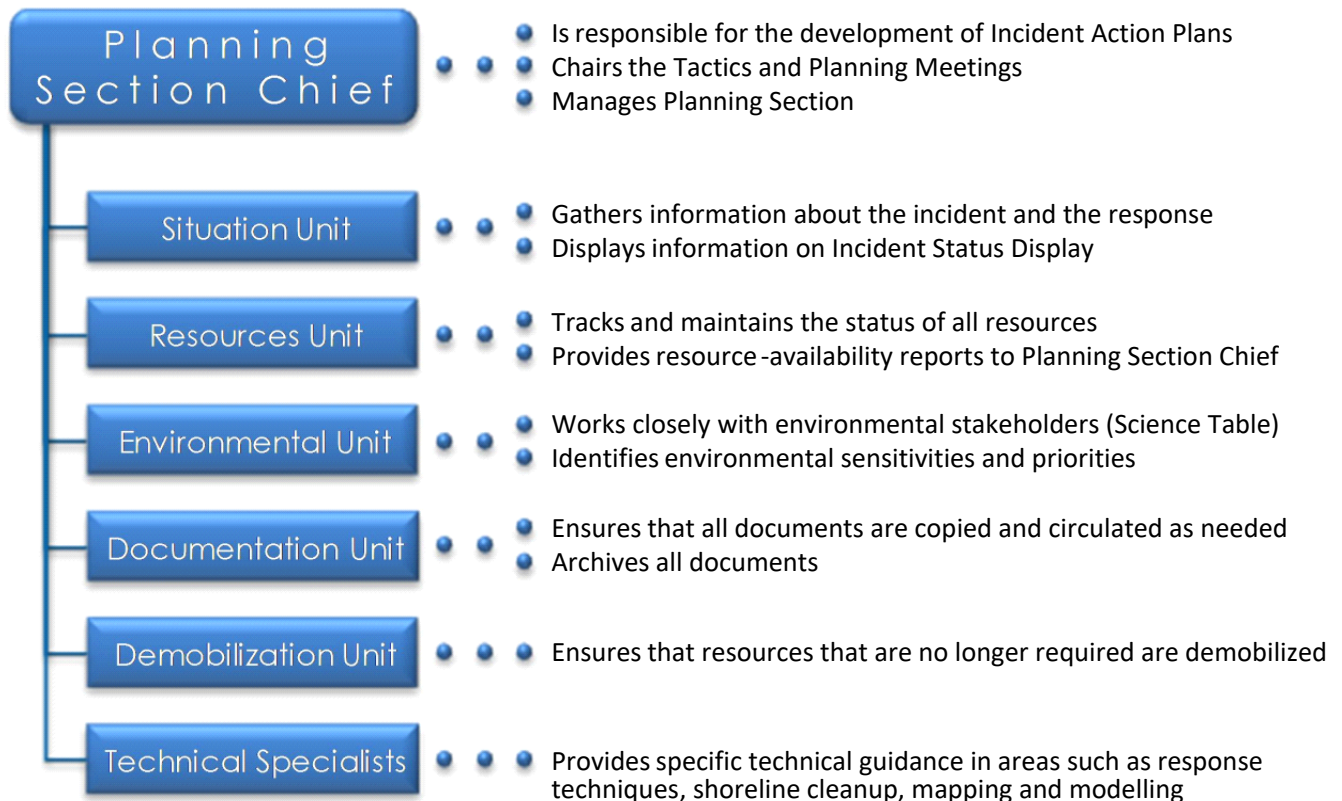 Planning
Section Chief
Is responsible for the development of Incident Action Plans
Chairs the Tactics and Planning Meetings
Manages Planning Section
Situation Unit
Gathers information about the incident and the response
Displays information on Incident Status Display
Resources Unit
Tracks and maintains the status of all resources
Provides resource-availability reports to Planning Section Chief
Environmental Unit
Works closely with environmental stakeholders (Science Table)
Identifies environmental sensitivities and priorities
Documentation Unit
Ensures that all documents are copied and circulated as needed
Archives all documents
Demobilization Unit
Ensures that resources that are no longer required are demobilized
Technical Specialists
Provides specific technical guidance in areas such as response
techniques, shoreline cleanup, mapping and modelling